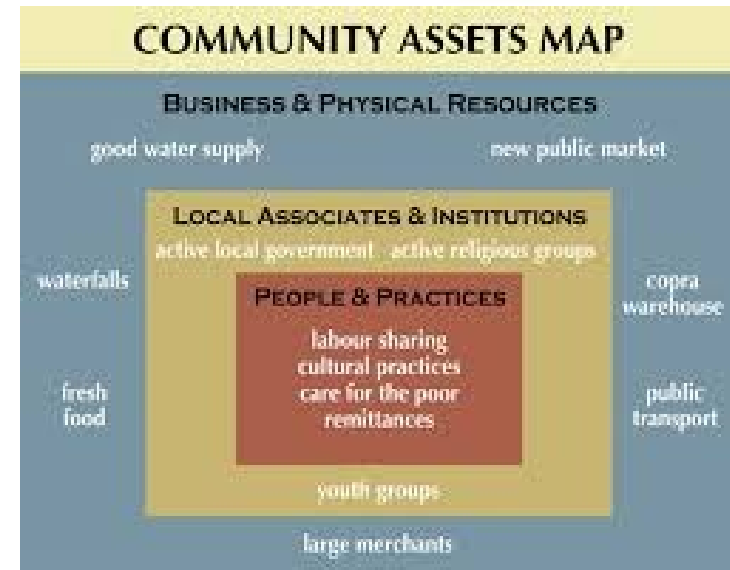 COMMUNITY ASSETS MAP
BUSINESS & PHYSICAL RESOURCES
good water supply
new public market
LOCAL ASSOCIATES & INSTITUTIONS
active local government
active religious groups
waterfalls
PEOPLE & PRACTICES
copra
warehouse
labour sharing
cultural practices
care for the poor
remittances
fresh
food
public
transport
youth groups
large merchants